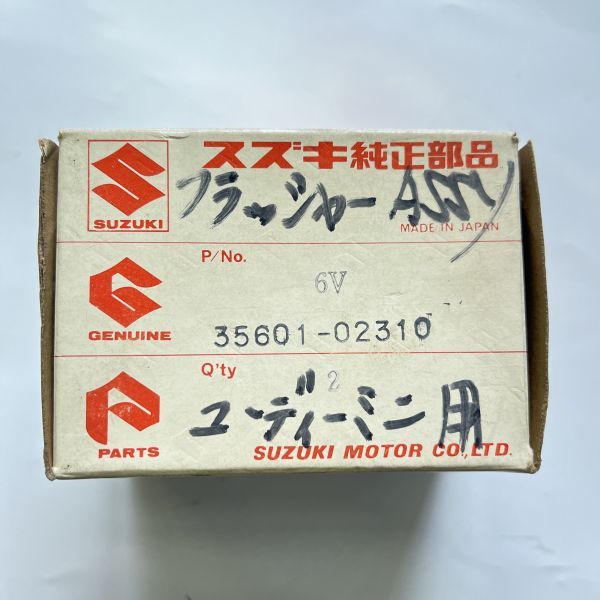 スズキ純正部品
SUZUKI
フラッシャーASSY
MADE IN JAPAN
P/No.
6V
GENUINE
35601-02310
Q'ty
2
ユーディーミニ用
PARTS
SUZUKI MOTOR CO.,LTD.